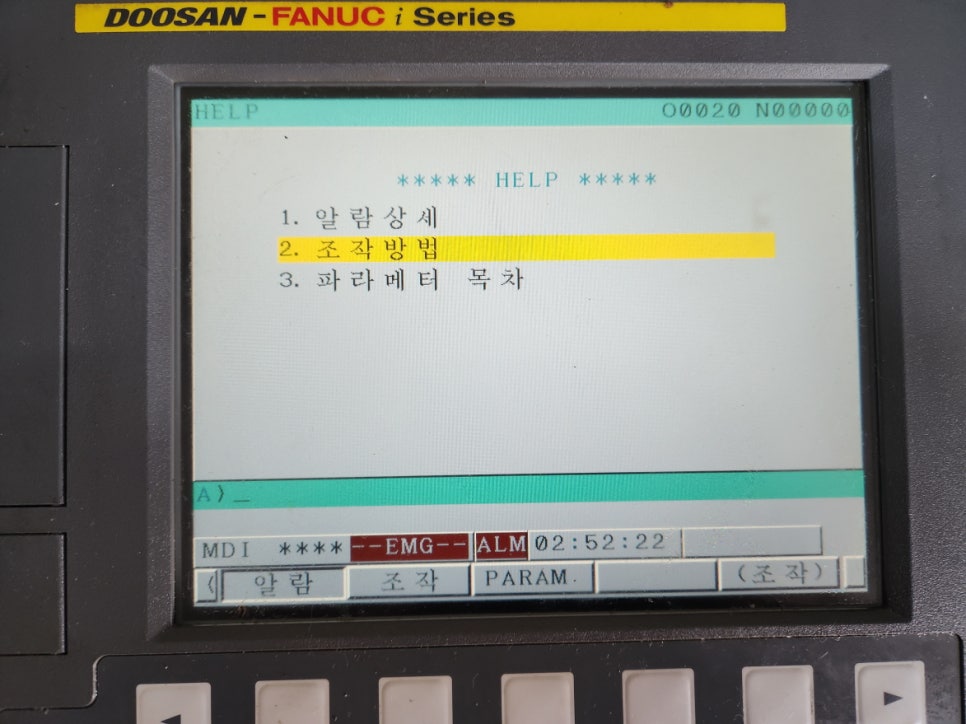 DOOSAN - FANUC i Series
HELP O0020 N00000
***** HELP *****
1. 알람상세
2. 조작방법
3. 파라메터 목차
A)_
MDI **** --EMG-- ALM 02:52:22
( 알람 조작 PARAM. (조작)